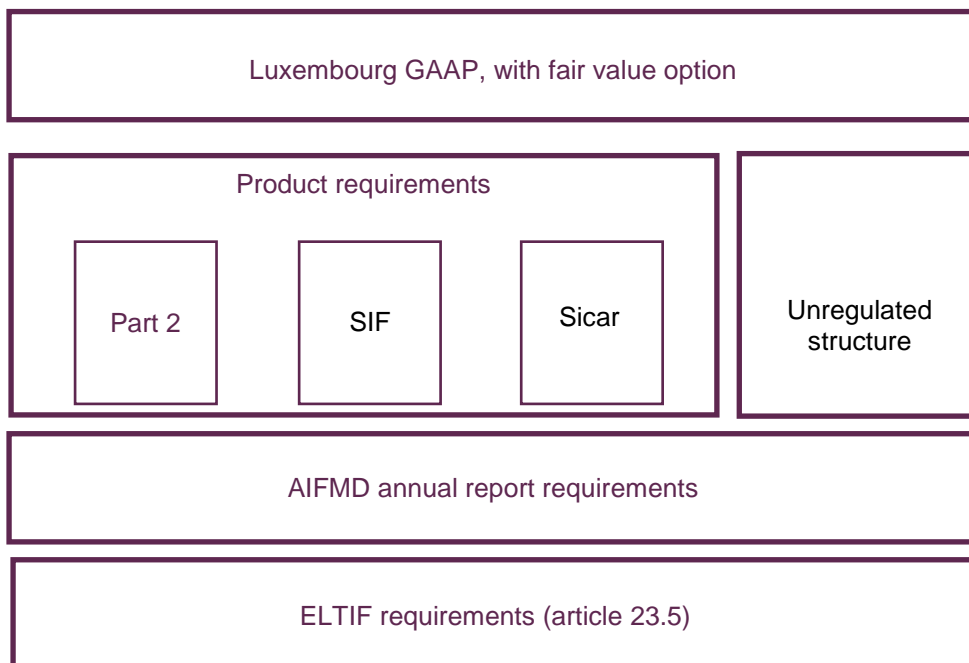 Luxembourg GAAP, with fair value option
Product requirements
Part 2
SIF
Sicar
Unregulated
structure
AIFMD annual report requirements
ELTIF requirements (article 23.5)